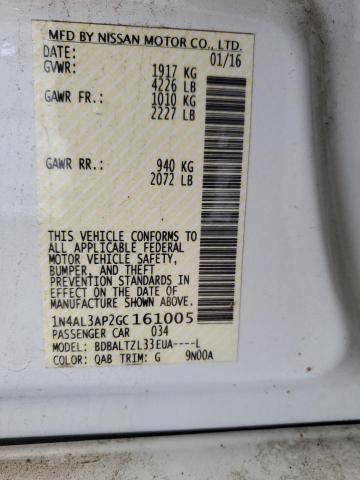 MFD BY NISSAN MOTOR CO., LTD.
DATE: 01/16
GVWR: 1917 KG
4226 LB
GAWR FR.: 1010 KG
2227 LB
GAWR RR.: 940 KG
2072 LB
THIS VEHICLE CONFORMS TO
ALL APPLICABLE FEDERAL
MOTOR VEHICLE SAFETY,
BUMPER, AND THEFT
PREVENTION STANDARDS IN
EFFECT ON THE DATE OF
MANUFACTURE SHOWN ABOVE.
1N4AL3AP2GC161005
PASSENGER CAR 034
MODEL: BDBALTZL33EUA----L
COLOR: QAB TRIM: G 9N00A